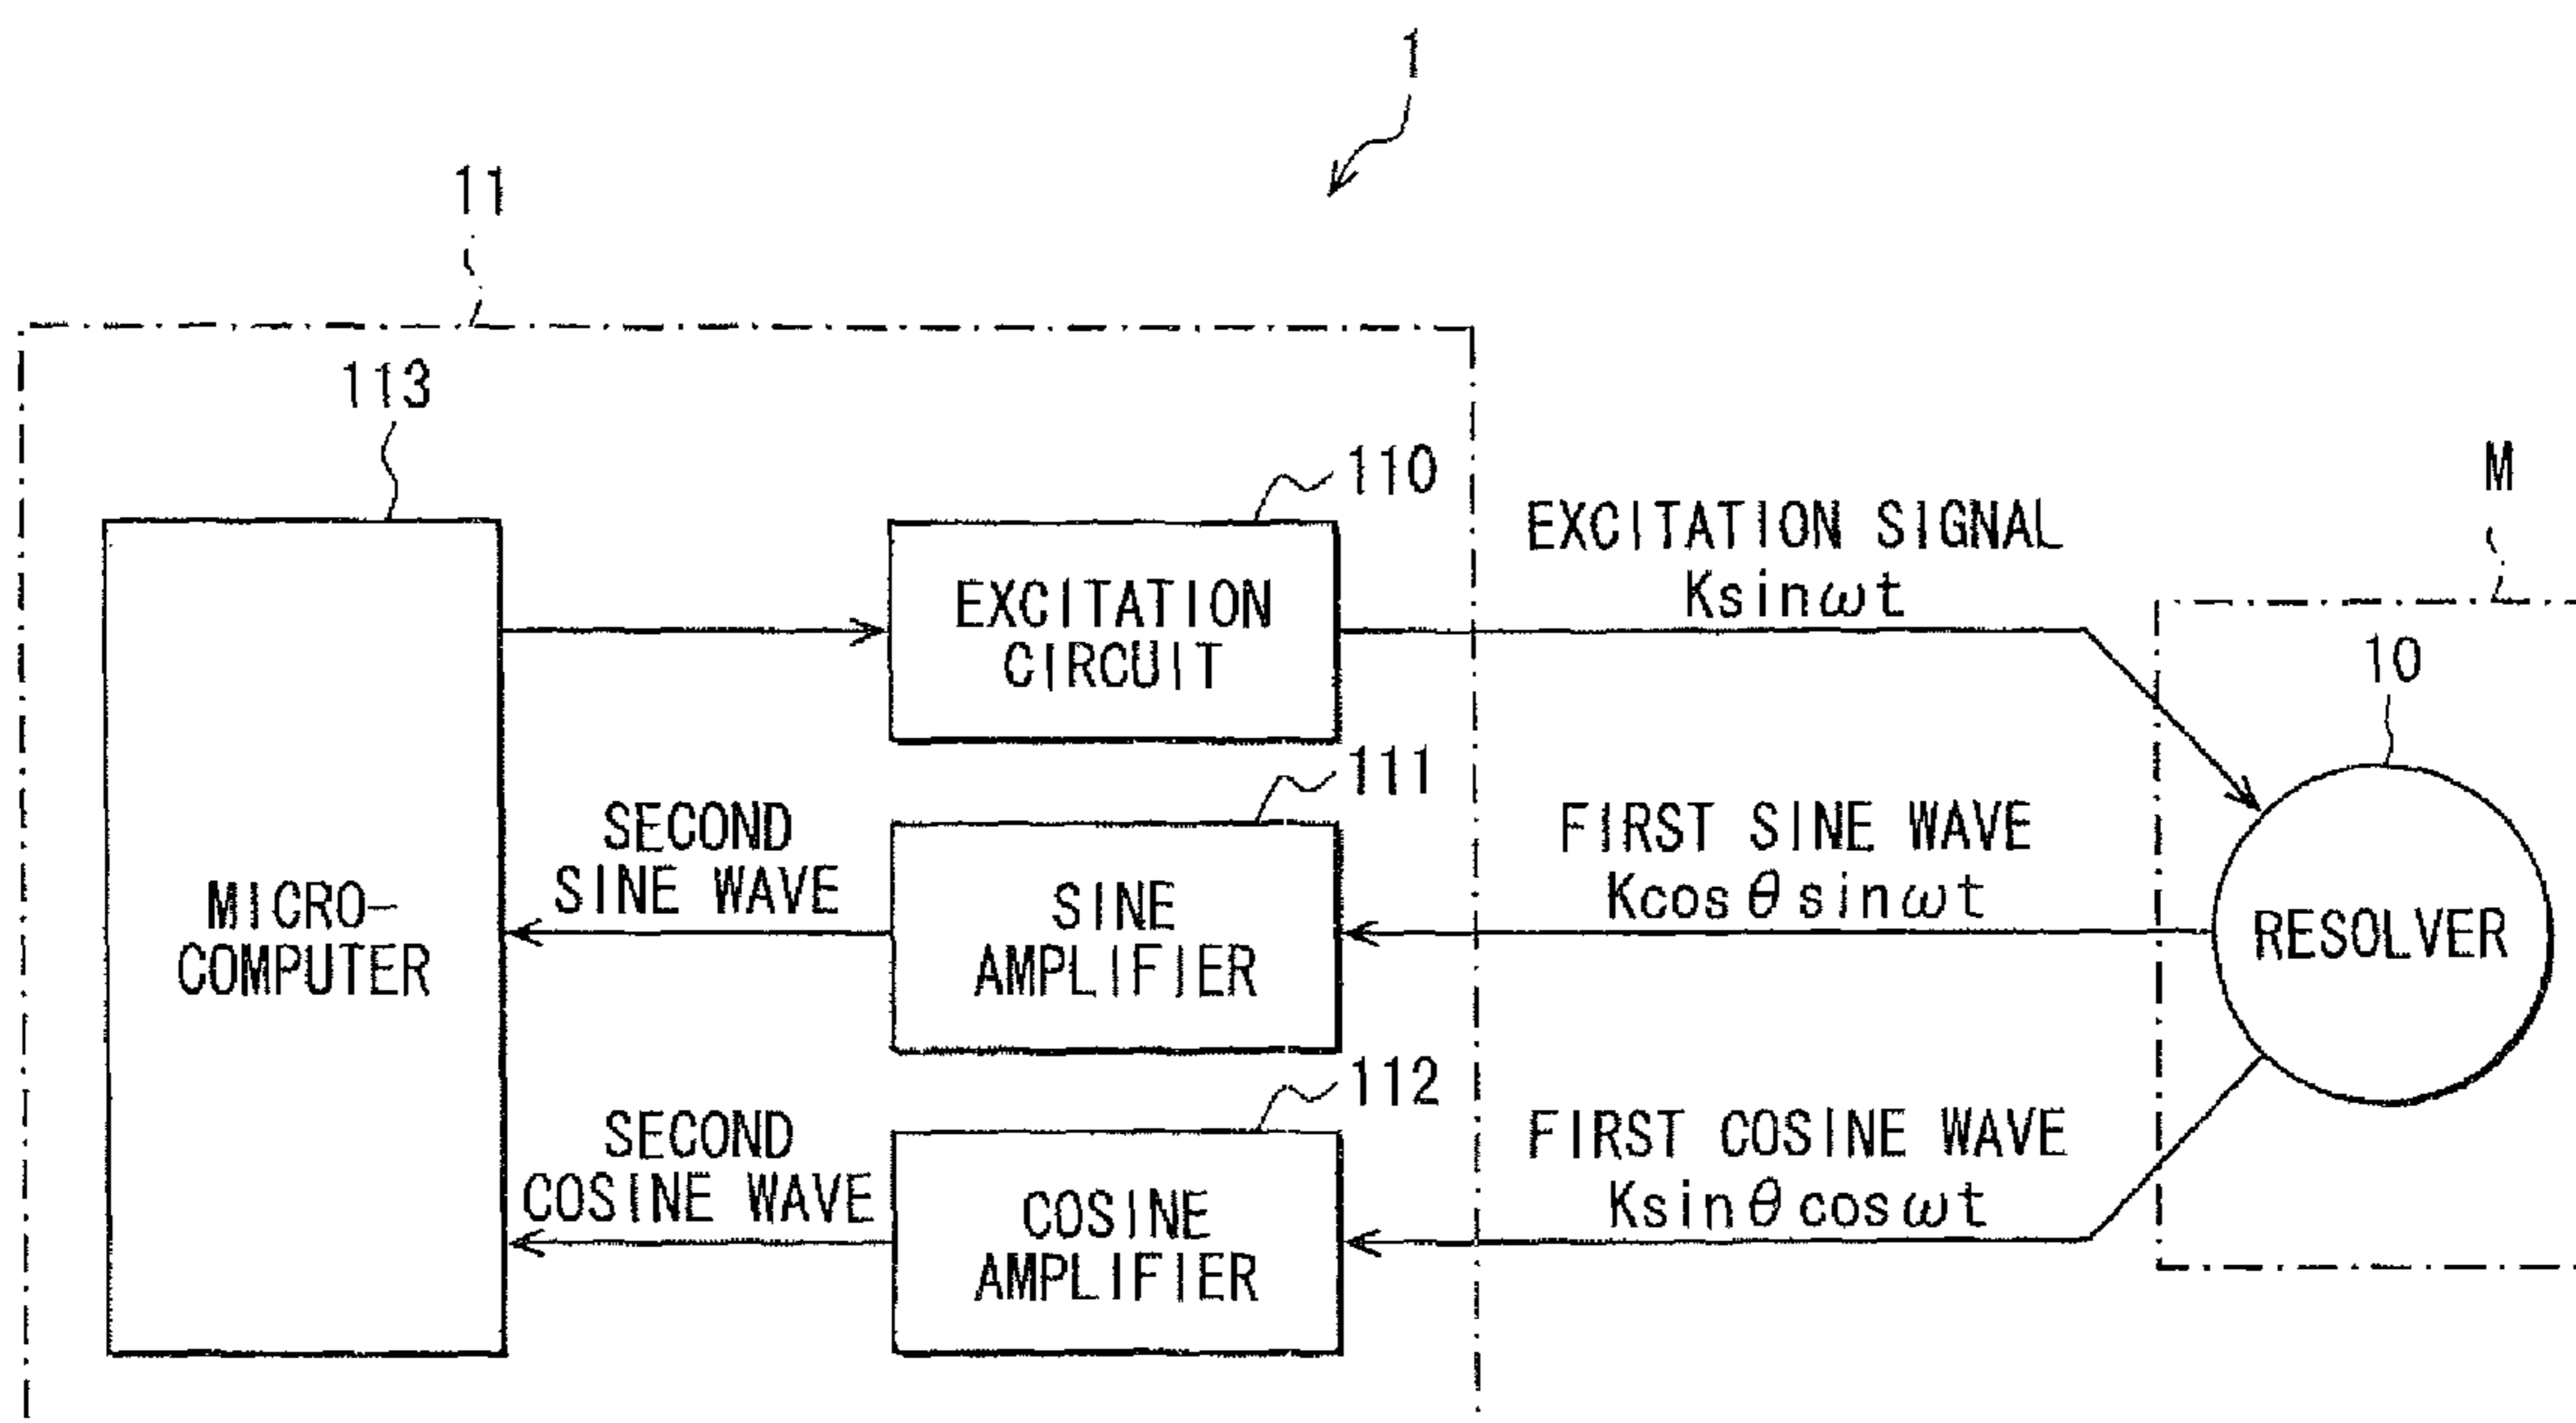 1
11
113
110
EXCITATION SIGNAL
Ksinωt
M
EXCITATION
CIRCUIT
10
111
SECOND
SINE WAVE
FIRST SINE WAVE
Kcosθsinωt
MICRO-
COMPUTER
SINE
AMPLIFIER
RESOLVER
112
SECOND
COSINE WAVE
FIRST COSINE WAVE
Ksinθcosωt
COSINE
AMPLIFIER